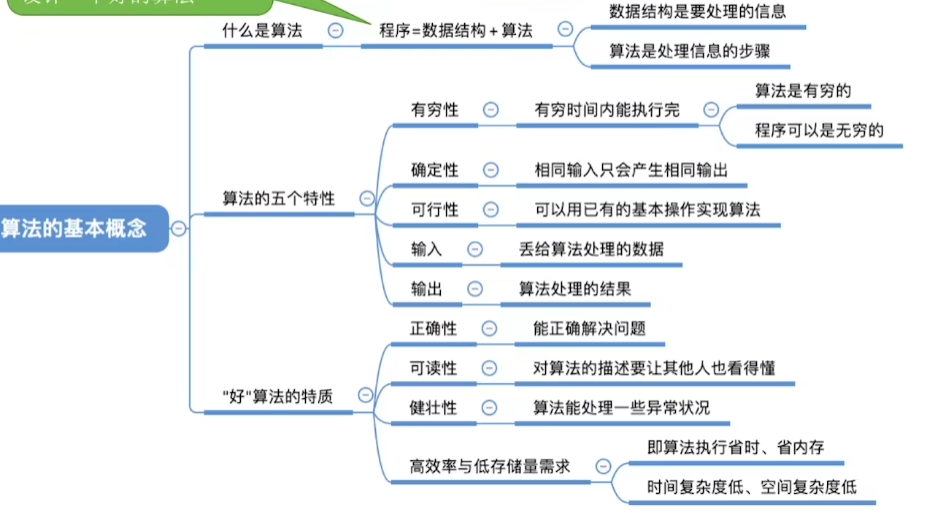 什么是算法
程序=数据结构+算法
数据结构是要处理的信息
算法是处理信息的步骤
算法的基本概念
算法的五个特性
有穷性
有穷时间内能执行完
算法是有穷的
程序可以是无穷的
确定性
相同输入只会产生相同输出
可行性
可以用已有的基本操作实现算法
输入
丢给算法处理的数据
输出
算法处理的结果
"好"算法的特质
正确性
能正确解决问题
可读性
对算法的描述要让其他人也看得懂
健壮性
算法能处理一些异常状况
高效率与低存储量需求
即算法执行省时、省内存
时间复杂度低、空间复杂度低